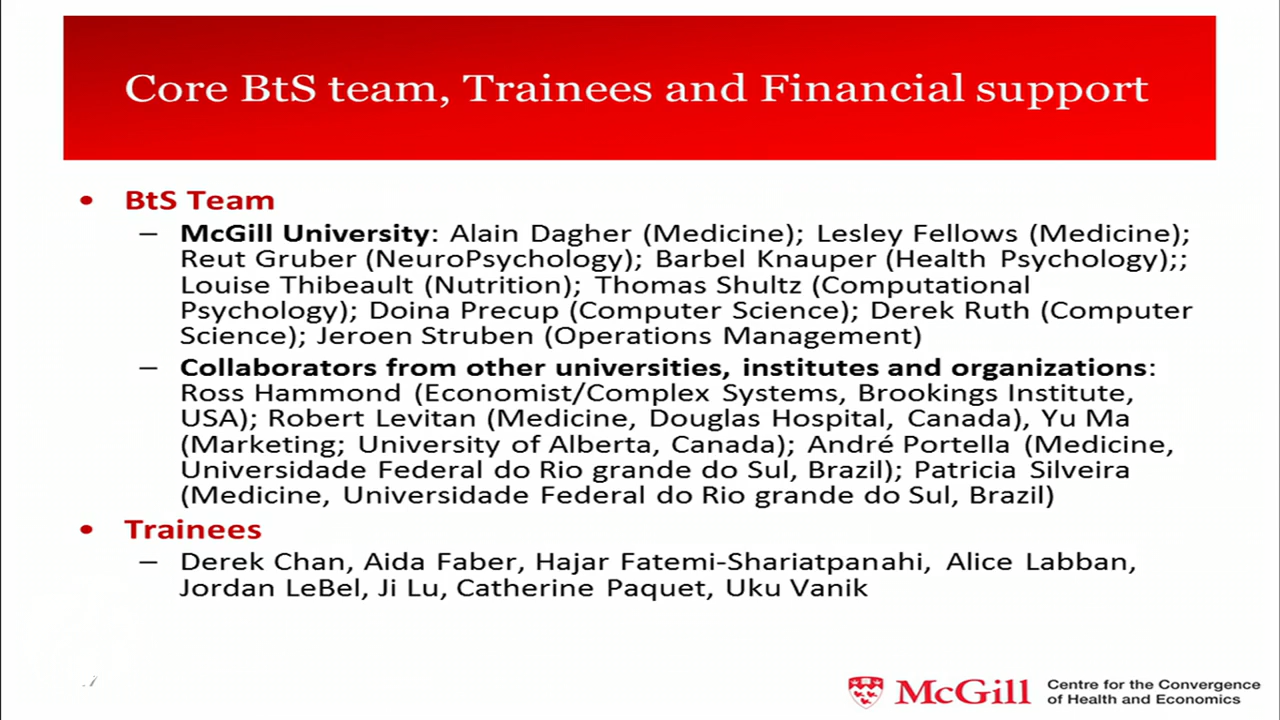 Core BtS team, Trainees and Financial support
• BtS Team
– McGill University: Alain Dagher (Medicine); Lesley Fellows (Medicine);
Reut Gruber (NeuroPsychology); Barbel Knauper (Health Psychology);;
Louise Thibeault (Nutrition); Thomas Shultz (Computational
Psychology); Doina Precup (Computer Science); Derek Ruth (Computer
Science); Jeroen Struben (Operations Management)
– Collaborators from other universities, institutes and organizations:
Ross Hammond (Economist/Complex Systems, Brookings Institute,
USA); Robert Levitan (Medicine, Douglas Hospital, Canada), Yu Ma
(Marketing; University of Alberta, Canada); André Portella (Medicine,
Universidade Federal do Rio grande do Sul, Brazil); Patricia Silveira
(Medicine, Universidade Federal do Rio grande do Sul, Brazil)
• Trainees
– Derek Chan, Aida Faber, Hajar Fatemi-Shariatpanahi, Alice Labban,
Jordan LeBel, Ji Lu, Catherine Paquet, Uku Vanik
McGill
Centre for the Convergence
of Health and Economics